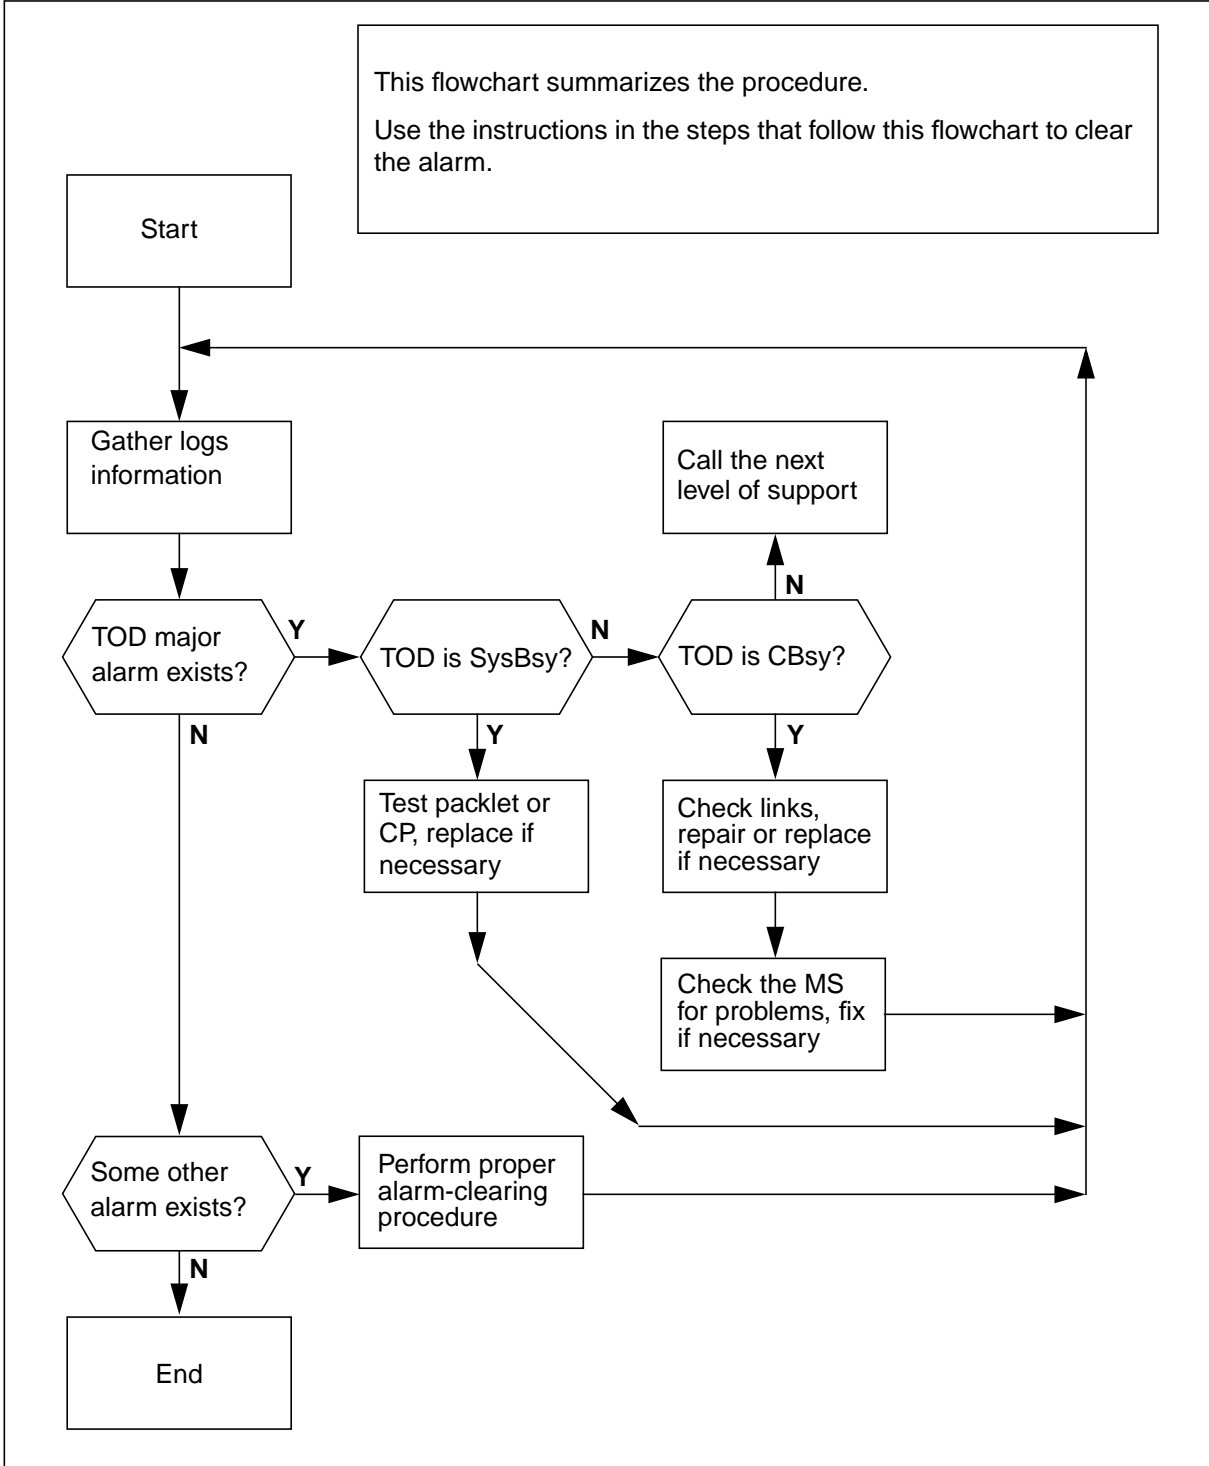 This flowchart summarizes the procedure.
Use the instructions in the steps that follow this flowchart to clear
the alarm.
Start
Gather logs
information
Call the next
level of support
N
TOD major
alarm exists?
Y
TOD is SysBsy?
N
TOD is CBsy?
N
Y
Y
Test packlet or
CP, replace if
necessary
Check links,
repair or replace
if necessary
Check the MS
for problems, fix
if necessary
Some other
alarm exists?
Y
Perform proper
alarm-clearing
procedure
N
End